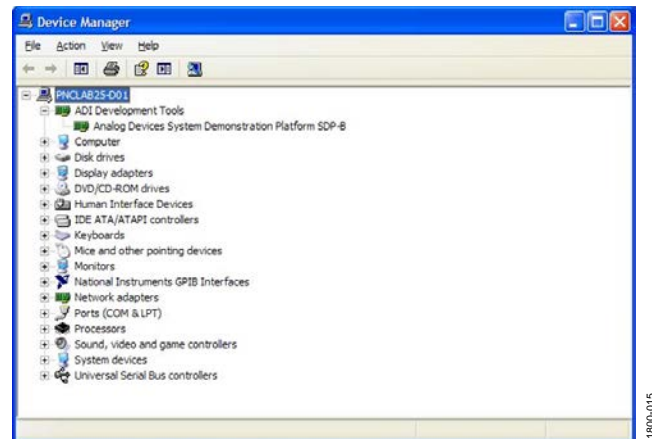 Device Manager
File Action View Help
PNCLAB25-D01
ADI Development Tools
Analog Devices System Demonstration Platform SDP-B
Computer
Disk drives
Display adapters
DVD/CD-ROM drives
Human Interface Devices
IDE ATA/ATAPI controllers
Keyboards
Mice and other pointing devices
Monitors
National Instruments GPIB Interfaces
Network adapters
Ports (COM & LPT)
Processors
Sound, video and game controllers
System devices
Universal Serial Bus controllers
1800-015